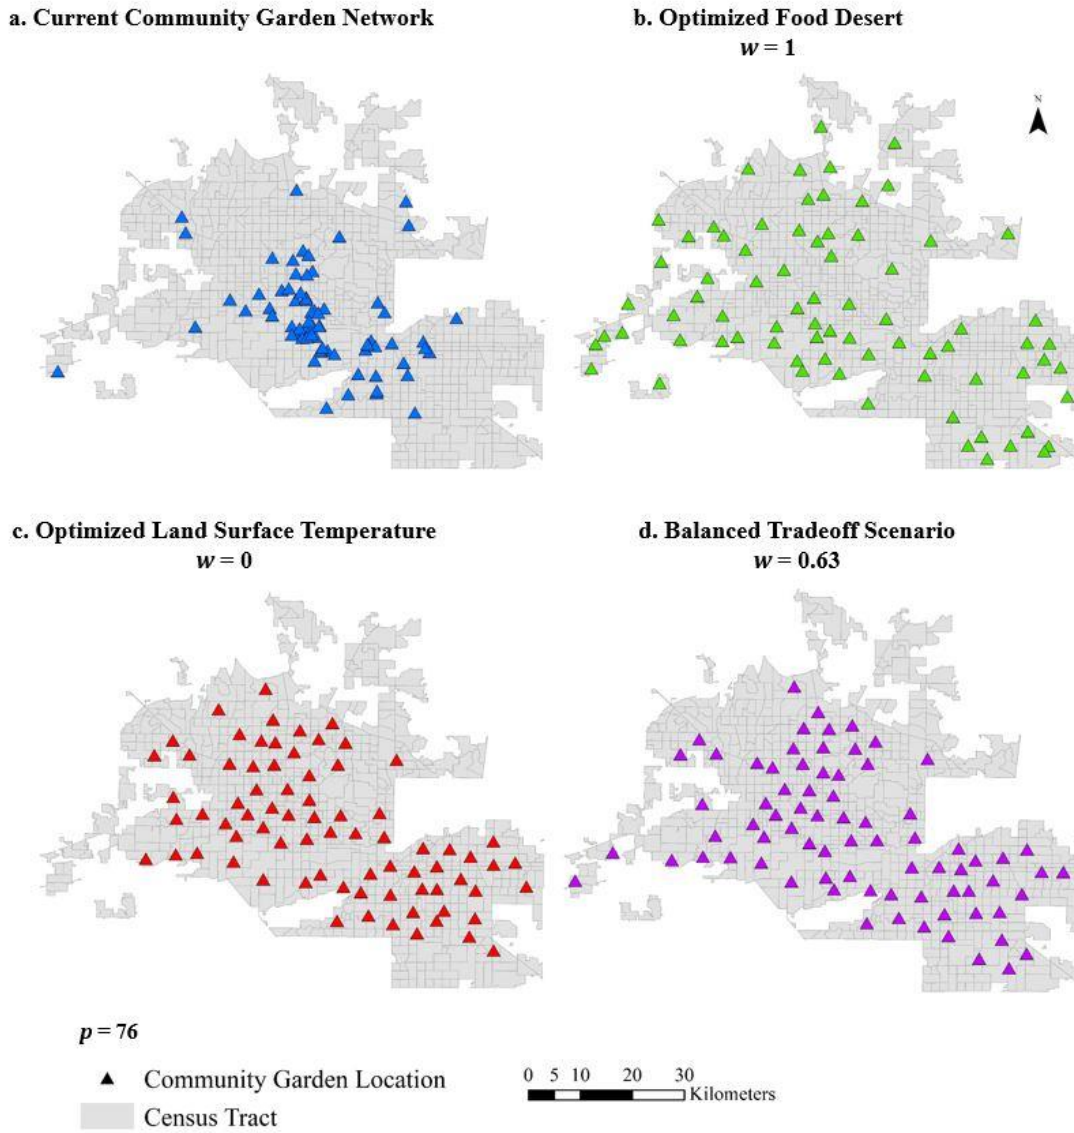 a. Current Community Garden Network
b. Optimized Food Desert
w = 1
N
c. Optimized Land Surface Temperature
w = 0
d. Balanced Tradeoff Scenario
w = 0.63
p = 76
Community Garden Location
Census Tract
0 5 10 20 30
Kilometers